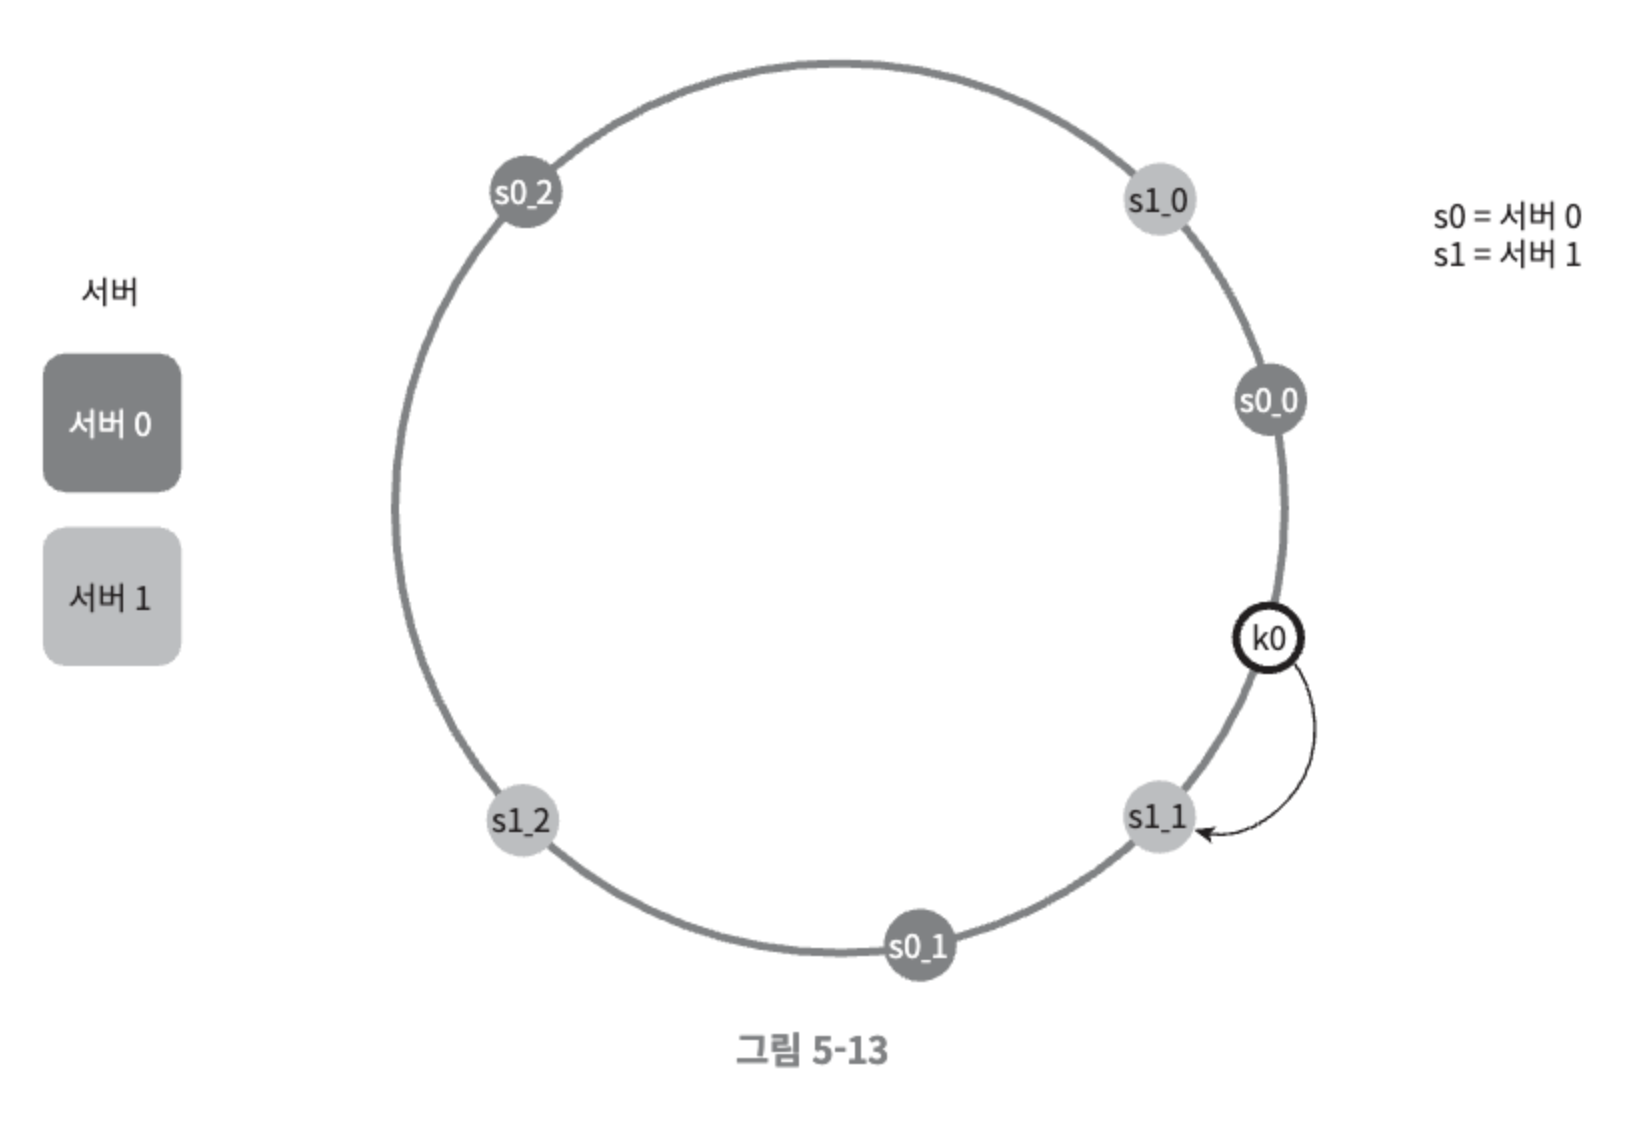 s0_2
s1_0
s0 = 서버 0
s1 = 서버 1
서버
s0_0
서버 0
서버 1
k0
s1_2
s1_1
s0_1
그림 5-13